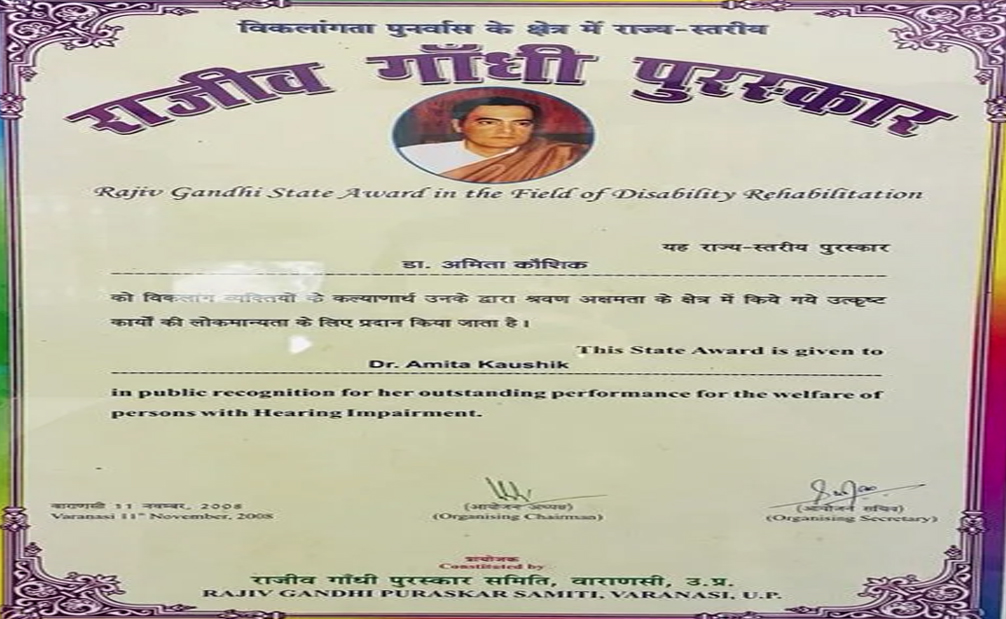 विकलांगता पुनर्वास के क्षेत्र में राज्य-स्तरीय
राजीव गाँधी पुरस्कार
Rajiv Gandhi State Award in the Field of Disability Rehabilitation
यह राज्य-स्तरीय पुरस्कार
डा. अमिता कौशिक
को विकलांग व्यक्तियों के कल्याणार्थ उनके द्वारा श्रवण अक्षमता के क्षेत्र में किये गये उत्कृष्ट
कार्यों की लोकमान्यता के लिए प्रदान किया जाता है।
This State Award is given to
Dr. Amita Kaushik
in public recognition for her outstanding performance for the welfare of
persons with Hearing Impairment.
वाराणसी 11 नवम्बर, 2008
Varanasi 11th November, 2008
(आयोजन अध्यक्ष)
(Organising Chairman)
(आयोजन सचिव)
(Organising Secretary)
प्रायोजक
Constituted by
राजीव गाँधी पुरस्कार समिति, वाराणसी, उ.प्र.
RAJIV GANDHI PURASKAR SAMITI, VARANASI, U.P.